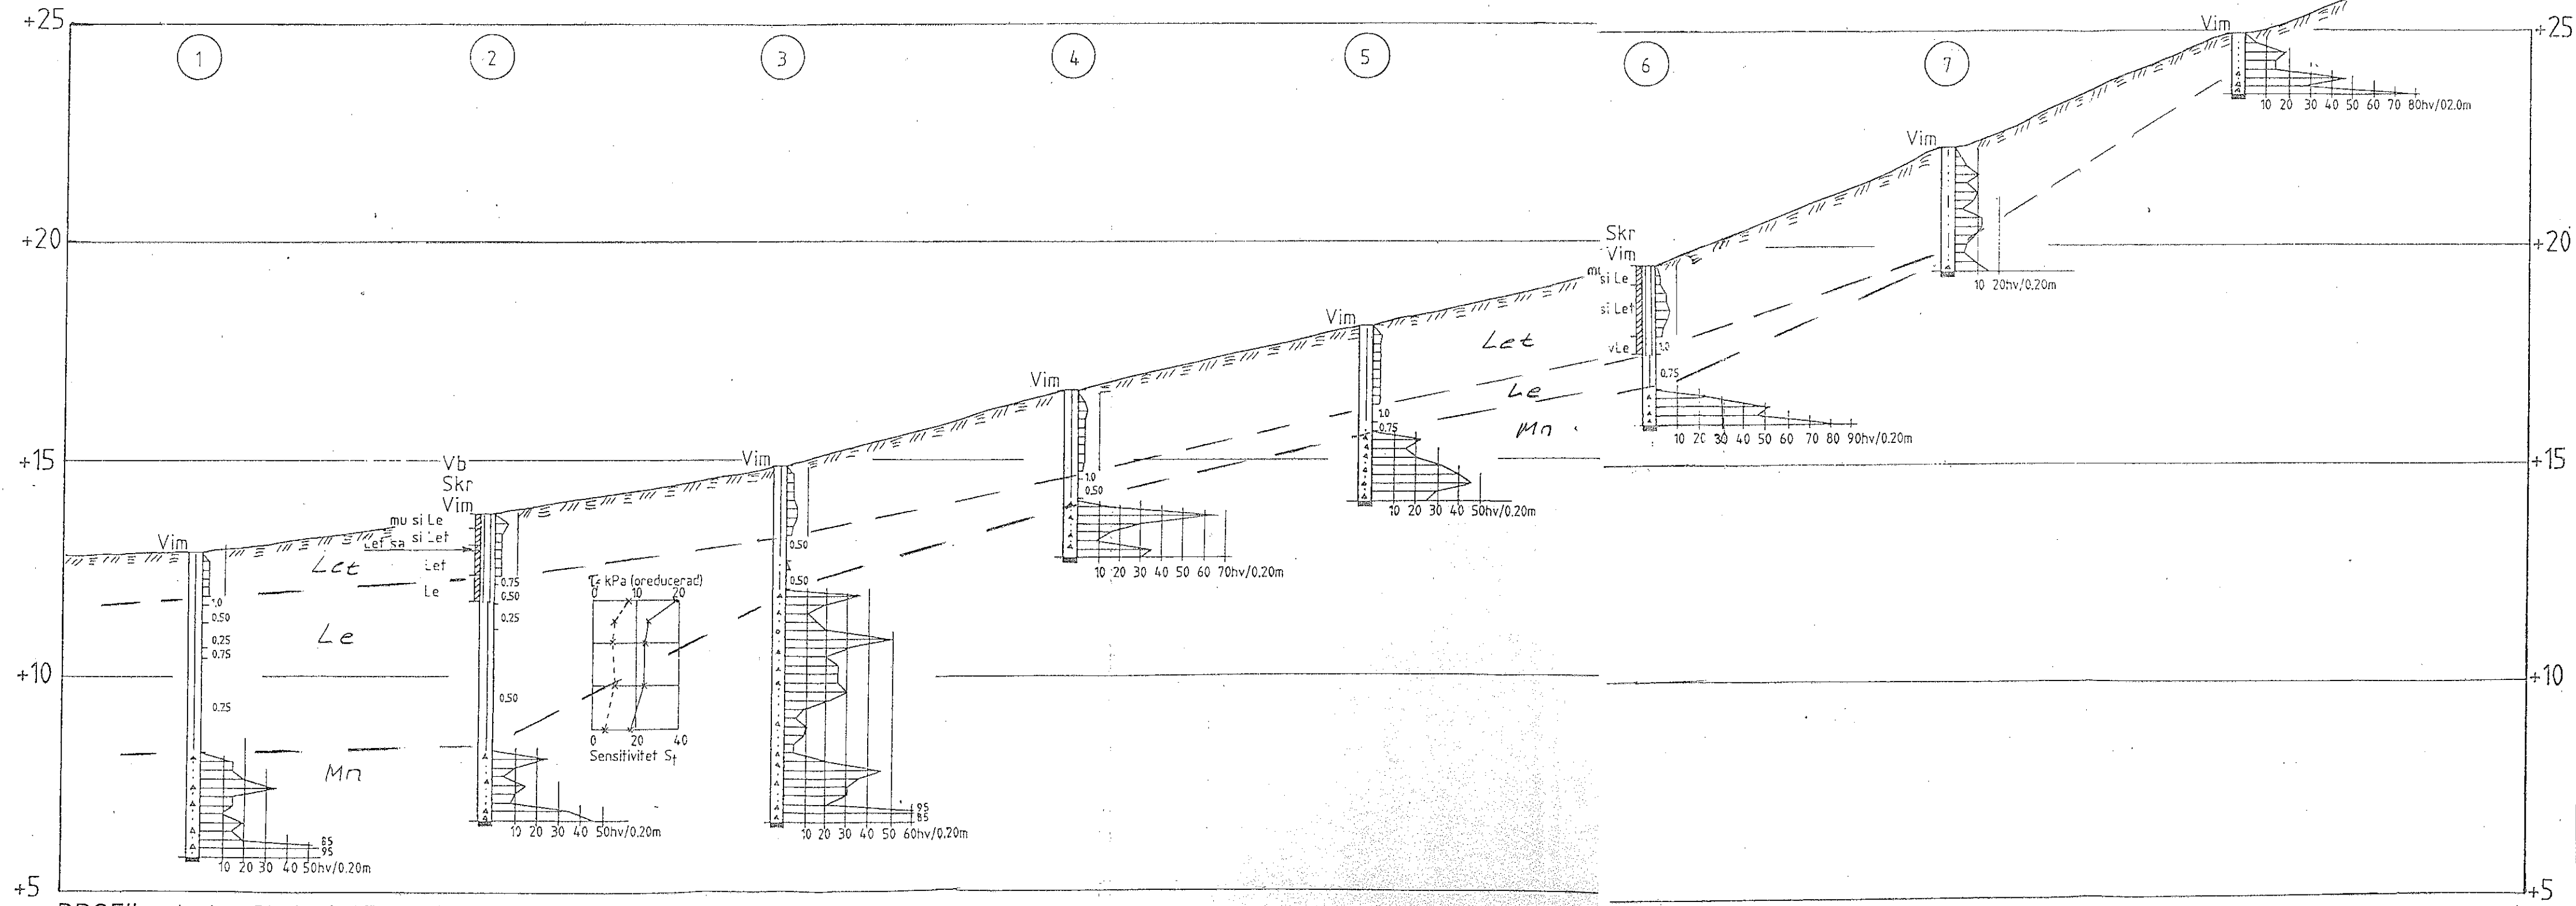 +25
1
2
3
4
5
6
7
Vim
+25
10 20 30 40 50 60 70 80hv/02.0m
Vim
+20
Skr
Vim
+20
si Le
si Let
vLe
1.0
0.75
10 20hv/0.20m
Vim
Let
Le
Mn
1.0
0.75
10 20 30 40 50 60 70 80 90hv/0.20m
Vim
1.0
0.50
10 20 30 40 50hv/0.20m
+15
Vb
Skr
Vim
Vim
+15
mu si Le
si Let
Let sa
Let
Le
Vim
Let
0.50
0.50
10 20 30 40 50 60 70hv/0.20m
0.75
0.50
0.25
τf kPa (oreducerad)
0 10 20
1.0
0.50
0.25
0.75
Le
+10
+10
0.75
0.50
0 20 40
Sensitivitet St
Mn
10 20 30 40 50hv/0.20m
95
85
10 20 30 40 50 60hv/0.20m
85
95
10 20 30 40 50hv/0.20m
+5
+5